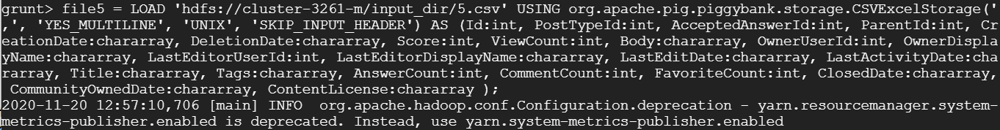 grunt> file5 = LOAD 'hdfs://cluster-3261-m/input_dir/5.csv' USING org.apache.pig.piggybank.storage.CSVExcelStorage('
,', 'YES_MULTILINE', 'UNIX', 'SKIP_INPUT_HEADER') AS (Id:int, PostTypeId:int, AcceptedAnswerId:int, ParentId:int, Cr
eationDate:chararray, DeletionDate:chararray, Score:int, ViewCount:int, Body:chararray, OwnerUserId:int, OwnerDispla
yName:chararray, LastEditorUserId:int, LastEditorDisplayName:chararray, LastEditDate:chararray, LastActivityDate:cha
rarray, Title:chararray, Tags:chararray, AnswerCount:int, CommentCount:int, FavoriteCount:int, ClosedDate:chararray,
 CommunityOwnedDate:chararray, ContentLicense:chararray );
2020-11-20 12:57:10,706 [main] INFO  org.apache.hadoop.conf.Configuration.deprecation - yarn.resourcemanager.system-
metrics-publisher.enabled is deprecated. Instead, use yarn.system-metrics-publisher.enabled